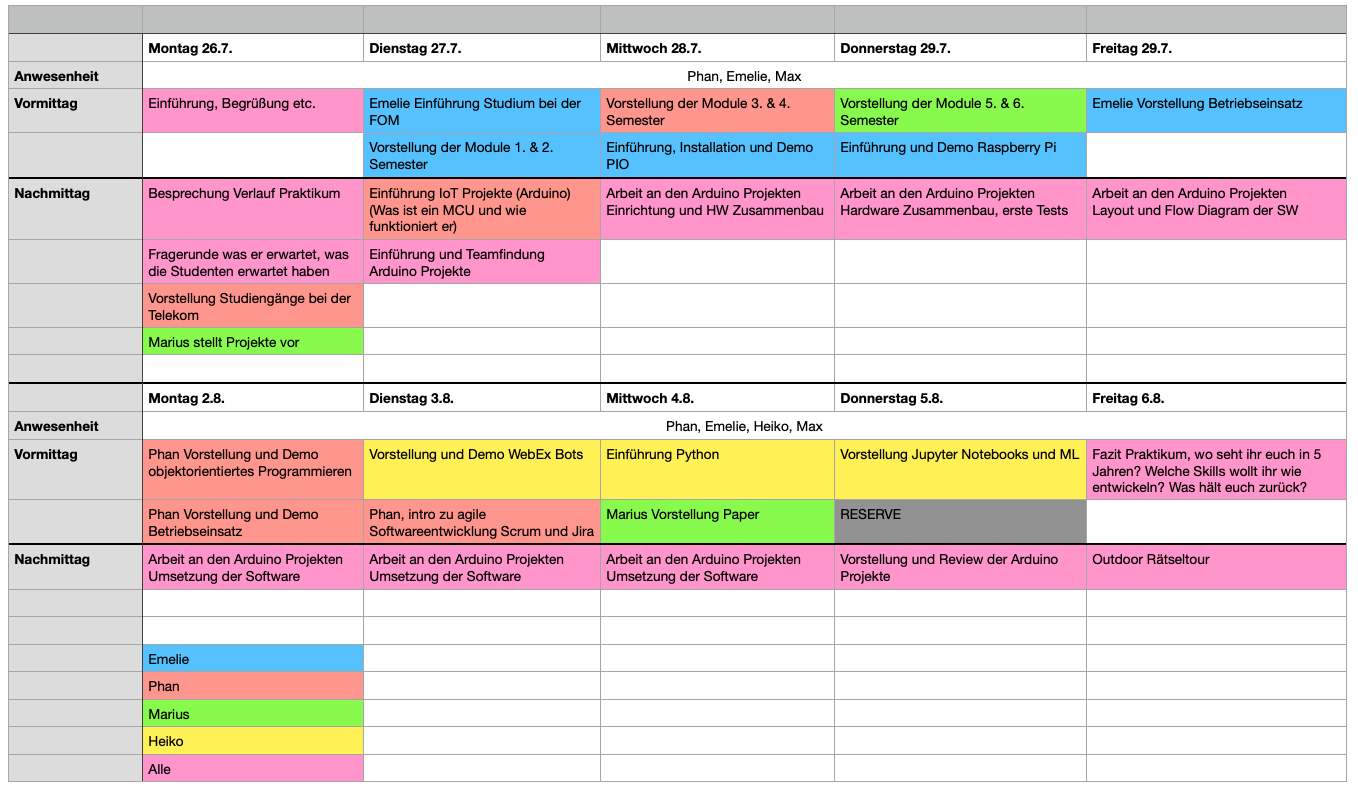 Montag 26.7. Dienstag 27.7. Mittwoch 28.7. Donnerstag 29.7. Freitag 29.7.
Anwesenheit Phan, Emelie, Max
Vormittag
Einführung, Begrüßung etc.
Emelie Einführung Studium bei der
FOM
Vorstellung der Module 3. & 4.
Semester
Vorstellung der Module 5. & 6.
Semester
Emelie Vorstellung Betriebseinsatz
Vorstellung der Module 1. & 2.
Semester
Einführung, Installation und Demo
PIO
Einführung und Demo Raspberry Pi
Nachmittag
Besprechung Verlauf Praktikum
Einführung IoT Projekte (Arduino)
(Was ist ein MCU und wie
funktioniert er)
Arbeit an den Arduino Projekten
Einrichtung und HW Zusammenbau
Arbeit an den Arduino Projekten
Hardware Zusammenbau, erste Tests
Arbeit an den Arduino Projekten
Layout und Flow Diagram der SW
Fragerunde was er erwartet, was
die Studenten erwartet haben
Einführung und Teamfindung
Arduino Projekte
Vorstellung Studiengänge bei der
Telekom
Marius stellt Projekte vor
Montag 2.8. Dienstag 3.8. Mittwoch 4.8. Donnerstag 5.8. Freitag 6.8.
Anwesenheit Phan, Emelie, Heiko, Max
Vormittag
Phan Vorstellung und Demo
objektorientiertes Programmieren
Vorstellung und Demo WebEx Bots
Einführung Python
Vorstellung Jupyter Notebooks und ML
Fazit Praktikum, wo seht ihr euch in 5
Jahren? Welche Skills wollt ihr wie
entwickeln? Was hält euch zurück?
Phan Vorstellung und Demo
Betriebseinsatz
Phan, intro zu agile
Softwareentwicklung Scrum und Jira
Marius Vorstellung Paper
RESERVE
Nachmittag
Arbeit an den Arduino Projekten
Umsetzung der Software
Arbeit an den Arduino Projekten
Umsetzung der Software
Arbeit an den Arduino Projekten
Umsetzung der Software
Vorstellung und Review der Arduino
Projekte
Outdoor Rätseltour
Emelie
Phan
Marius
Heiko
Alle